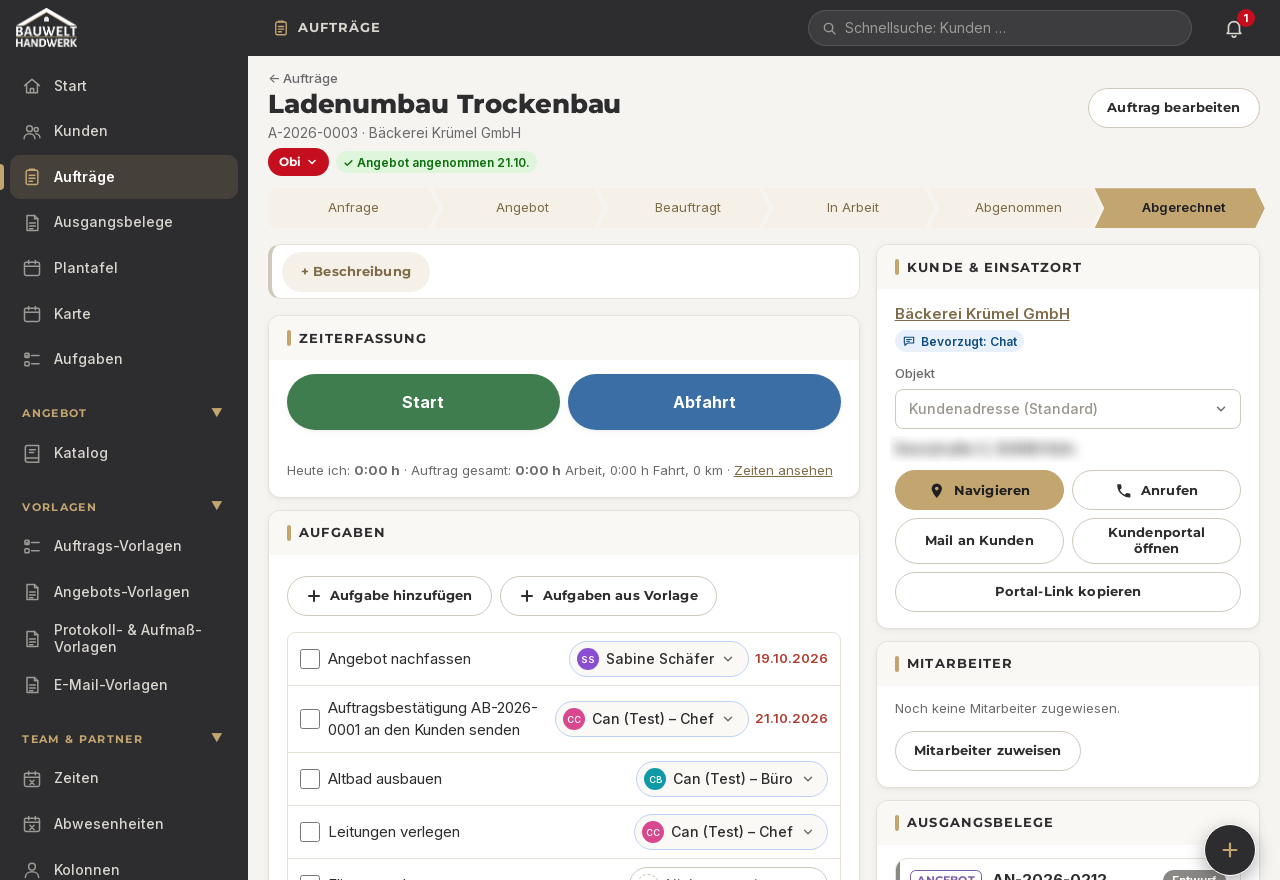 BAUWELT
HANDWERK
AUFTRÄGE
Schnellsuche: Kunden ...
1
Start
Kunden
Aufträge
Ausgangsbelege
Plantafel
Karte
Aufgaben
ANGEBOT ▼
Katalog
VORLAGEN ▼
Auftrags-Vorlagen
Angebots-Vorlagen
Protokoll- & Aufmaß-
Vorlagen
E-Mail-Vorlagen
TEAM & PARTNER ▼
Zeiten
Abwesenheiten
Kolonnen
← Aufträge
Ladenumbau Trockenbau
A-2026-0003 · Bäckerei Krümel GmbH
Auftrag bearbeiten
Obi
✓ Angebot angenommen 21.10.
Anfrage
Angebot
Beauftragt
In Arbeit
Abgenommen
Abgerechnet
+ Beschreibung
ZEITERFASSUNG
Start
Abfahrt
Heute ich: 0:00 h · Auftrag gesamt: 0:00 h Arbeit, 0:00 h Fahrt, 0 km · Zeiten ansehen
AUFGABEN
+ Aufgabe hinzufügen
+ Aufgaben aus Vorlage
Angebot nachfassen
SS Sabine Schäfer
19.10.2026
Auftragsbestätigung AB-2026-
0001 an den Kunden senden
CC Can (Test) – Chef
21.10.2026
Altbad ausbauen
CB Can (Test) – Büro
Leitungen verlegen
CC Can (Test) – Chef
KUNDE & EINSATZORT
Bäckerei Krümel GmbH
Bevorzugt: Chat
Objekt
Kundenadresse (Standard)
Navigieren
Anrufen
Mail an Kunden
Kundenportal
öffnen
Portal-Link kopieren
MITARBEITER
Noch keine Mitarbeiter zugewiesen.
Mitarbeiter zuweisen
AUSGANGSBELEGE
ANGEBOT
AN-2026-0212
Entwurf